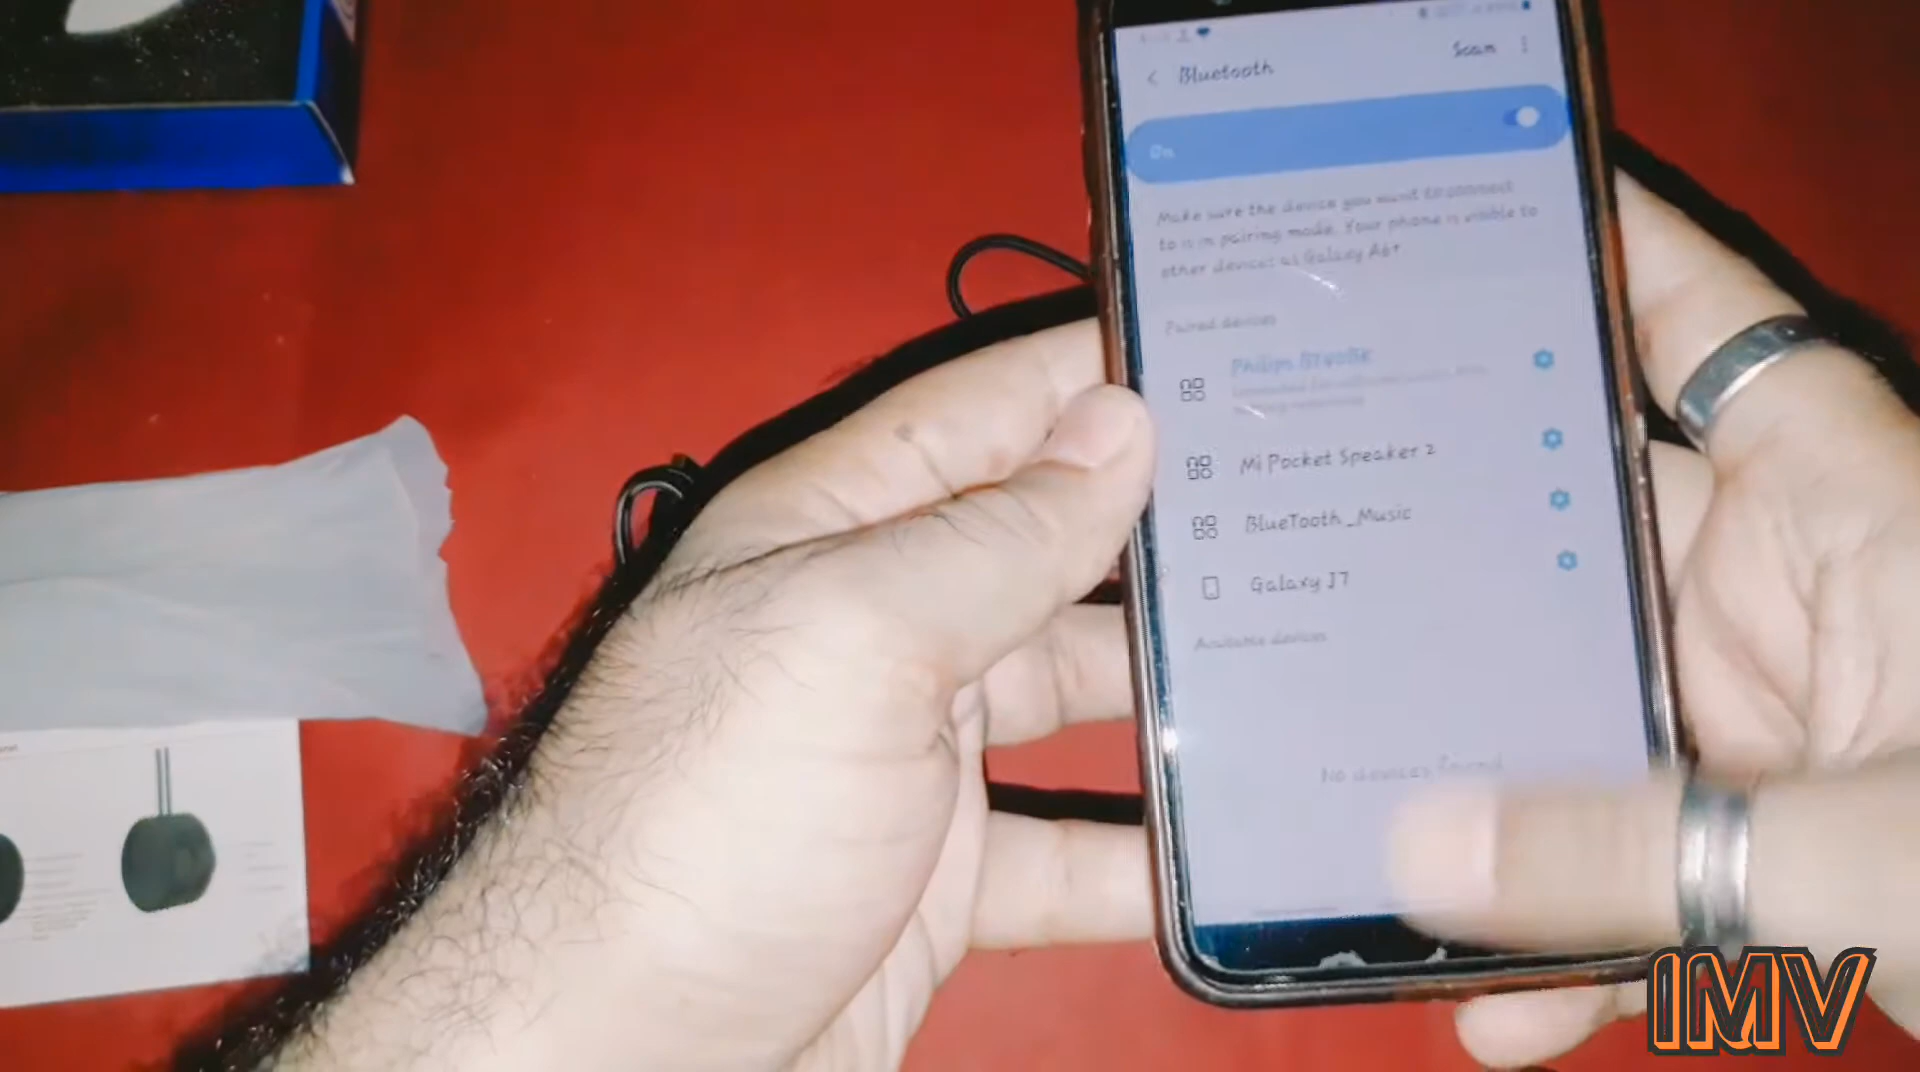 Bluetooth
Scan
On
Make sure the device you want to connect
to is in pairing mode. Your phone is visible to
other devices as Galaxy A6+
Paired devices
Philips
Mi Pocket Speaker 2
BlueTooth_Music
Galaxy J7
Available devices
No devices found
IMV